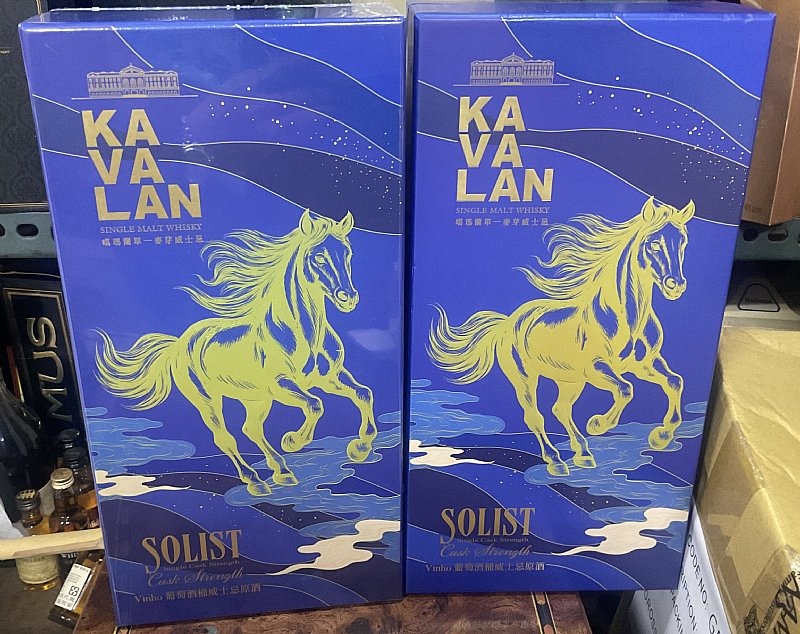 KA
VA
LAN
SINGLE MALT WHISKY
噶瑪蘭單一麥芽威士忌
SOLIST
Single Cask Strength
Cask Strength
Vinho 葡萄酒桶威士忌原酒
KA
VA
LAN
SINGLE MALT WHISKY
噶瑪蘭單一麥芽威士忌
SOLIST
Single Cask Strength
Cask Strength
Vinho 葡萄酒桶威士忌原酒
MUS
CODE NO: G